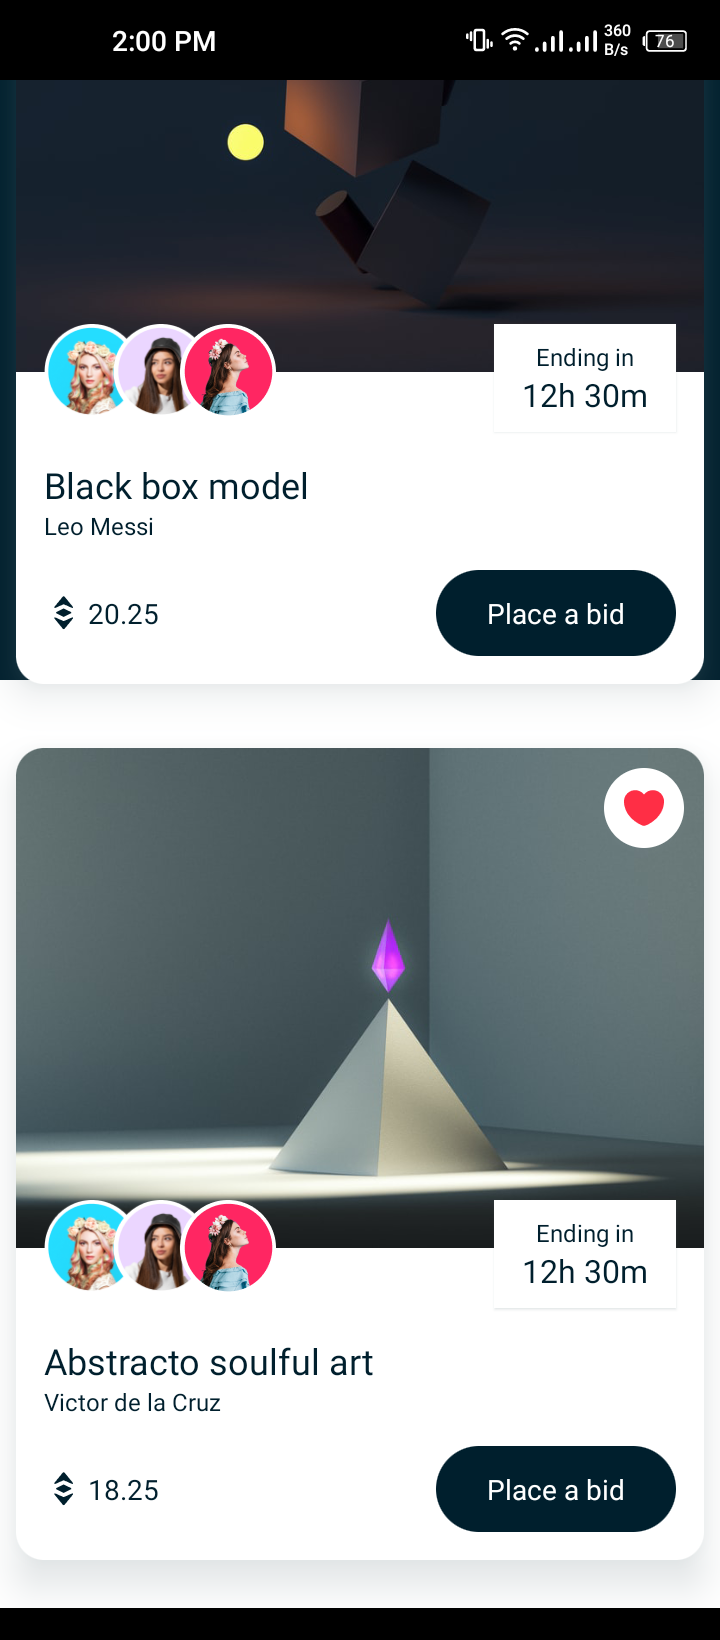 2:00 PM
360
B/s
76
Ending in
12h 30m
Black box model
Leo Messi
20.25
Place a bid
Ending in
12h 30m
Abstracto soulful art
Victor de la Cruz
18.25
Place a bid